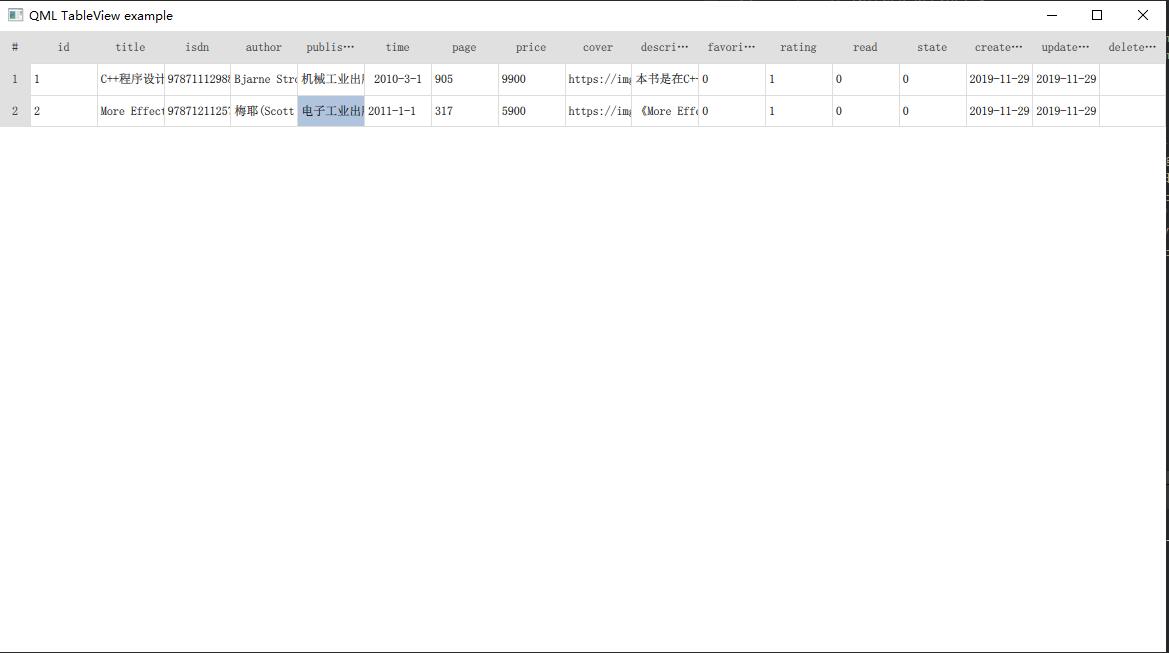 QML TableView example
# id title isdn author publis… time page price cover descri… favori… rating read state create… update… delete…
1 1 C++程序设计 9787111298 Bjarne Stro 机械工业出 2010-3-1 905 9900 https://img 本书是在C+ 0 1 0 0 2019-11-29 2019-11-29
2 2 More Effect 9787121125 梅耶(Scott 电子工业出 2011-1-1 317 5900 https://img 《More Effe 0 1 0 0 2019-11-29 2019-11-29